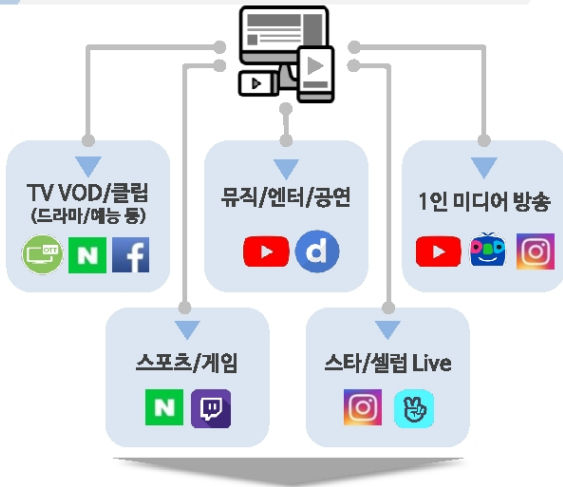 TV VOD/클립
(드라마/예능 등)
OTT
N
f
뮤직/엔터/공연
d
1인 미디어 방송
스포츠/게임
N
스타/셀럽 Live